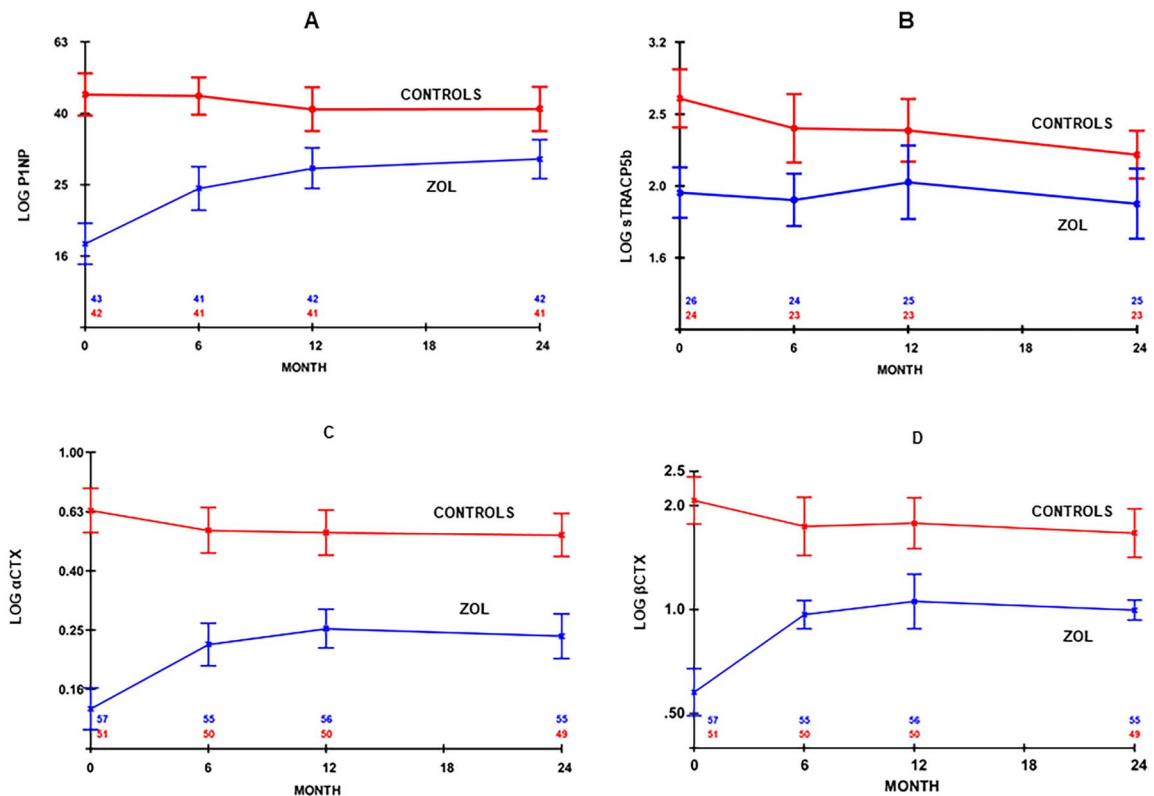 A
63
40
25
16
LOG P1NP
CONTROLS
ZOL
43 41 42 42
42 41 41 41
0 6 12 18 24
MONTH
B
3.2
2.5
2.0
1.6
LOG sTRACP5b
CONTROLS
ZOL
26 24 25 25
24 23 23 23
0 6 12 18 24
MONTH
C
1.00
0.63
0.40
0.25
0.16
LOG αCTX
CONTROLS
ZOL
57 55 56 55
51 50 50 49
0 6 12 18 24
MONTH
D
2.5
2.0
1.0
.50
LOG βCTX
CONTROLS
ZOL
57 55 56 55
51 50 50 49
0 6 12 18 24
MONTH